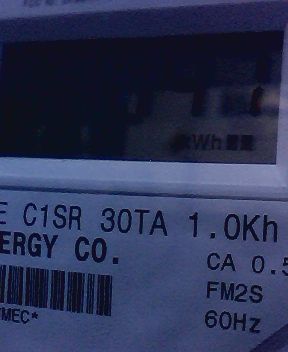 kWh
E C1SR 30TA 1.0Kh
ERGY CO.
CA 0.5
FM2S
MEC*
60Hz